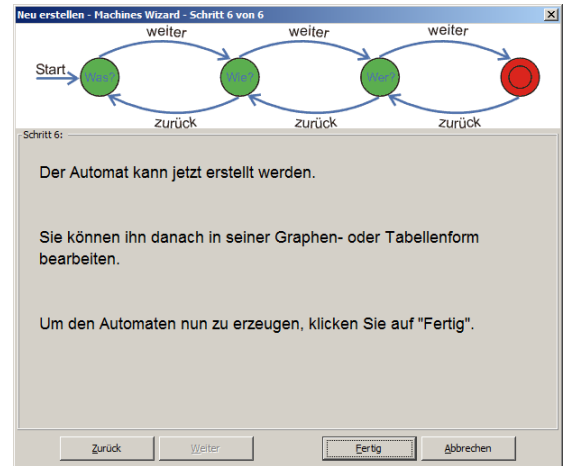 Neu erstellen - Machines Wizard - Schritt 6 von 6
weiter weiter weiter
Start Was? Wie? Wer?
zurück zurück zurück
Schritt 6:
Der Automat kann jetzt erstellt werden.
Sie können ihn danach in seiner Graphen- oder Tabellenform
bearbeiten.
Um den Automaten nun zu erzeugen, klicken Sie auf "Fertig".
Zurück Weiter Fertig Abbrechen